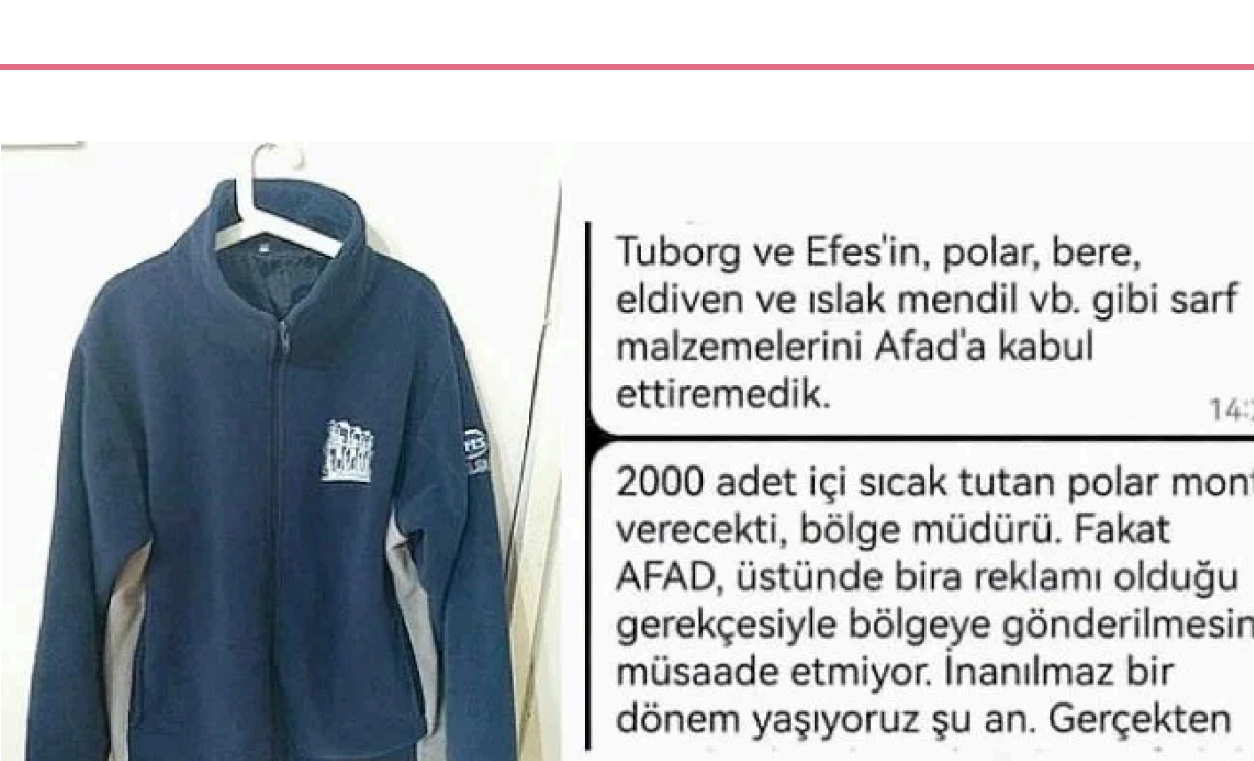 Tuborg ve Efes'in, polar, bere,
eldiven ve ıslak mendil vb. gibi sarf
malzemelerini Afad'a kabul
ettiremedik.
2000 adet içi sıcak tutan polar mont
verecekti, bölge müdürü. Fakat
AFAD, üstünde bira reklamı olduğu
gerekçesiyle bölgeye gönderilmesin
müsaade etmiyor. İnanılmaz bir
dönem yaşıyoruz şu an. Gerçekten